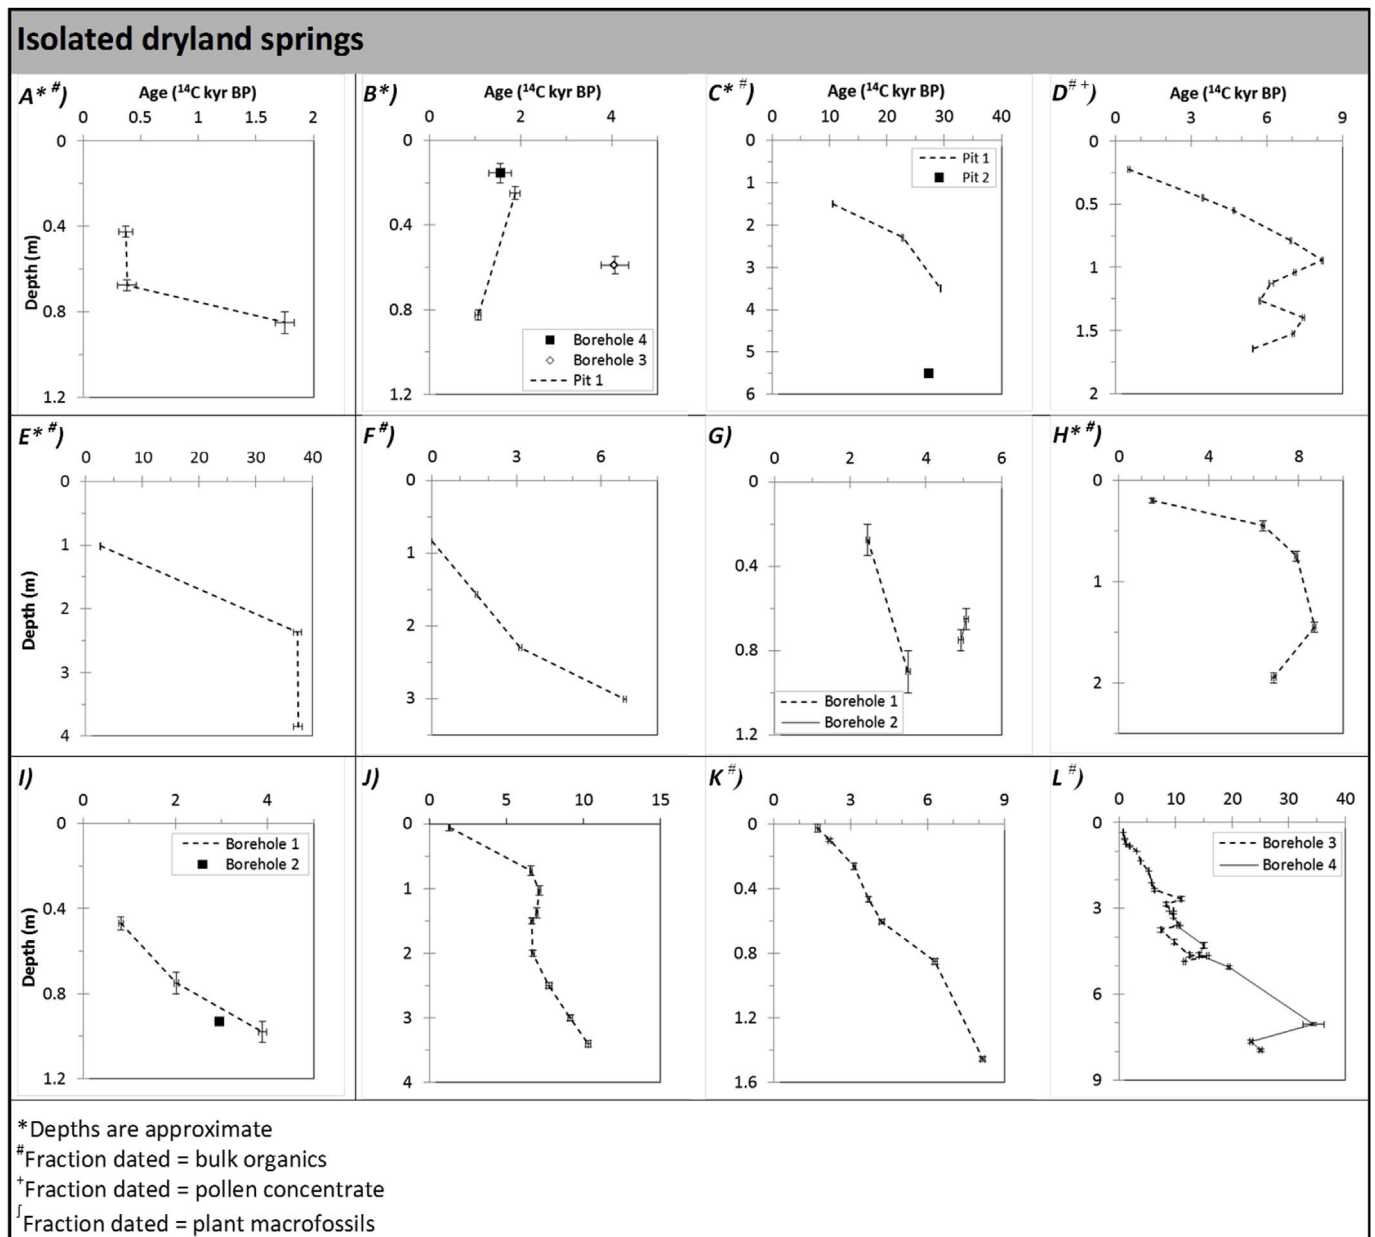 Isolated dryland springs
A* #)
Age (14C kyr BP)
0 0.5 1 1.5 2
0
0.4
0.8
1.2
Depth (m)
B*)
Age (14C kyr BP)
0 2 4
0
0.4
0.8
1.2
Borehole 4
Borehole 3
Pit 1
C* #)
Age (14C kyr BP)
0 10 20 30 40
0
1
2
3
4
5
6
Pit 1
Pit 2
D# +)
Age (14C kyr BP)
0 3 6 9
0
0.5
1
1.5
2
E* #)
0 10 20 30 40
0
1
2
3
4
Depth (m)
F#)
0 3 6
0
1
2
3
G)
0 2 4 6
0
0.4
0.8
1.2
Borehole 1
Borehole 2
H* #)
0 4 8
0
1
2
I)
0 2 4
0
0.4
0.8
1.2
Depth (m)
Borehole 1
Borehole 2
J)
0 5 10 15
0
1
2
3
4
K #)
0 3 6 9
0
0.4
0.8
1.2
1.6
L #)
0 10 20 30 40
0
3
6
9
Borehole 3
Borehole 4
*Depths are approximate
#Fraction dated = bulk organics
+Fraction dated = pollen concentrate
∫Fraction dated = plant macrofossils